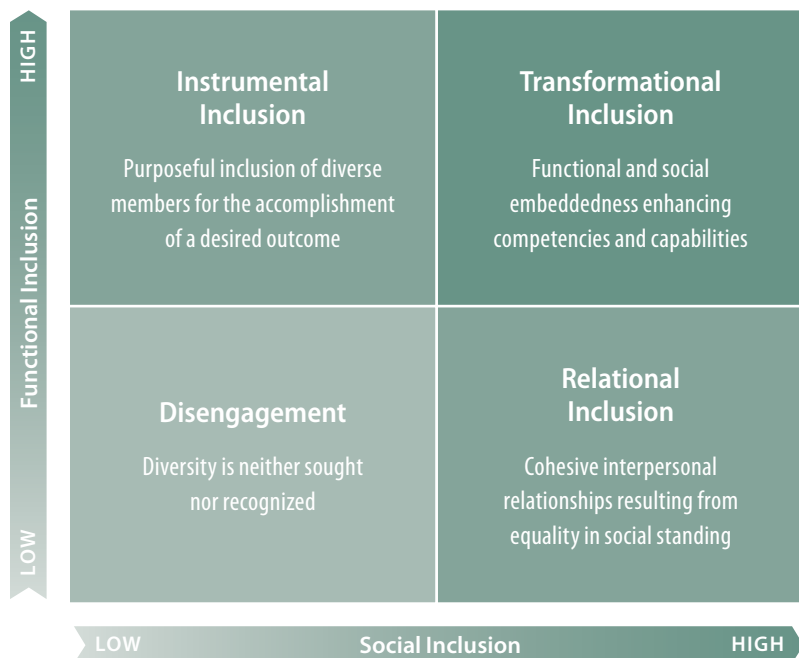 HIGH
Functional Inclusion
LOW
Instrumental
Inclusion
Purposeful inclusion of diverse
members for the accomplishment
of a desired outcome
Transformational
Inclusion
Functional and social
embeddedness enhancing
competencies and capabilities
Disengagement
Diversity is neither sought
nor recognized
Relational
Inclusion
Cohesive interpersonal
relationships resulting from
equality in social standing
LOW
Social Inclusion
HIGH